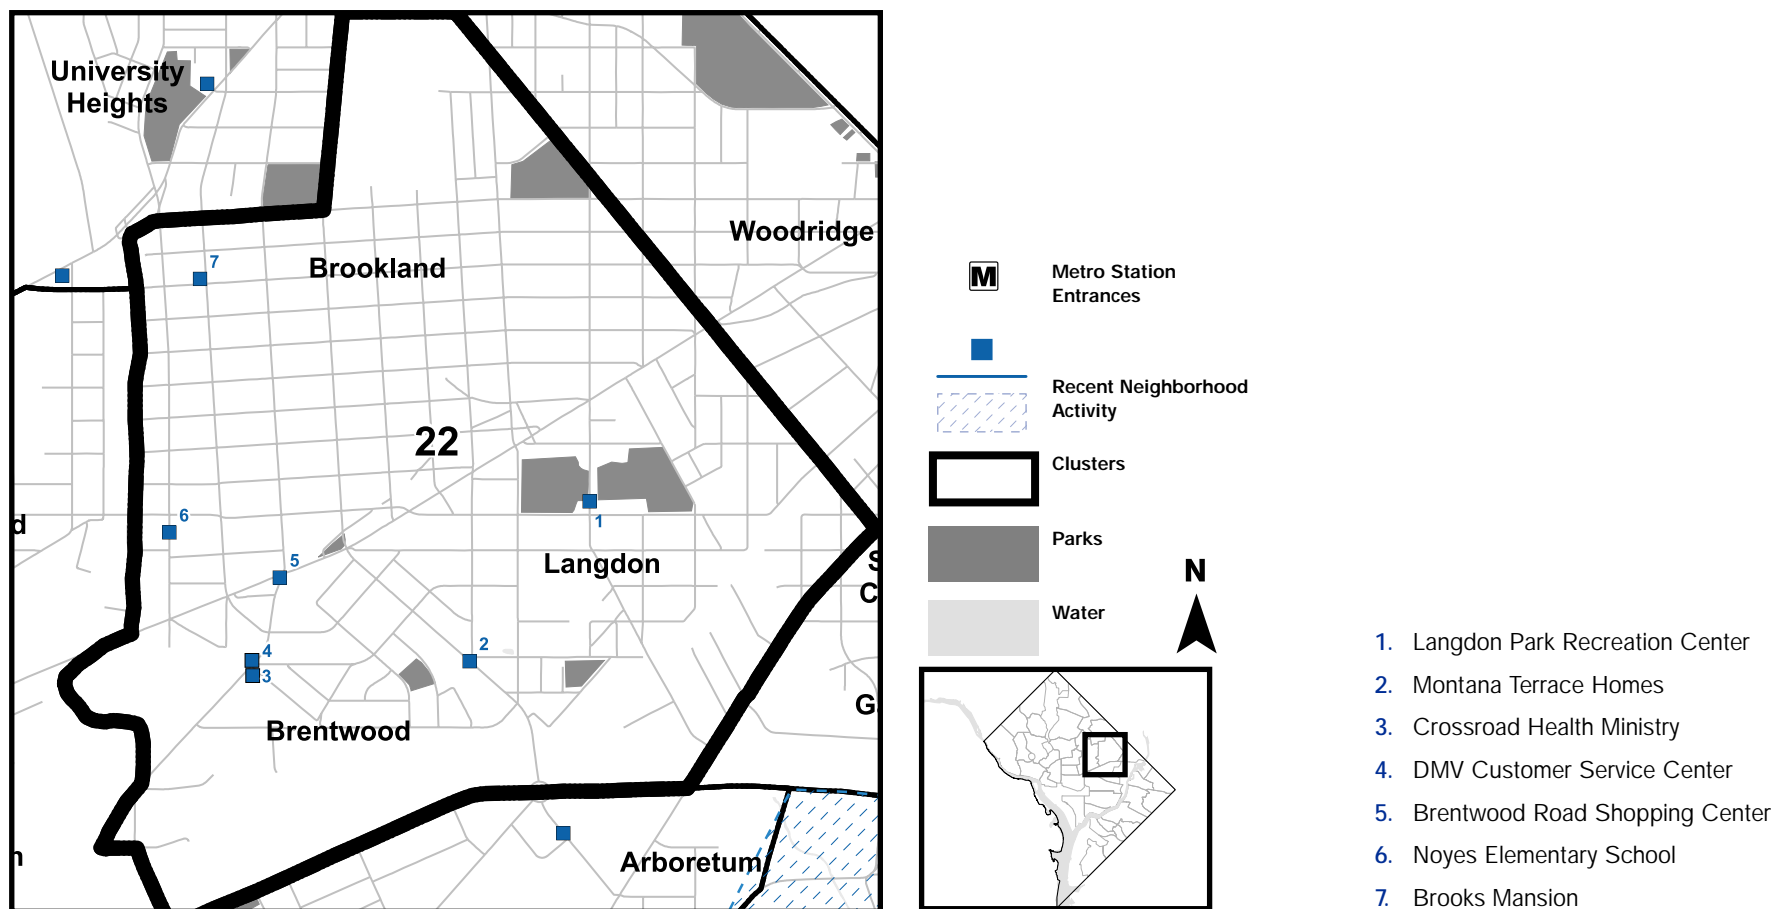 University
Heights
Woodridge
7
Brookland
22
d
6
1
5
Langdon
S
C
2
4
3
G
Brentwood
n
Arboretum
M
Metro Station
Entrances
Recent Neighborhood
Activity
Clusters
Parks
N
Water
1. Langdon Park Recreation Center
2. Montana Terrace Homes
3. Crossroad Health Ministry
4. DMV Customer Service Center
5. Brentwood Road Shopping Center
6. Noyes Elementary School
7. Brooks Mansion